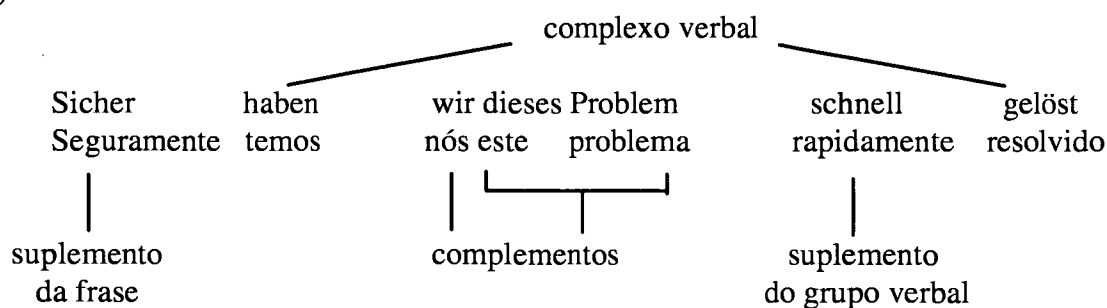 complexo verbal
Sicher haben wir dieses Problem schnell gelöst
Seguramente temos nós este problema rapidamente resolvido
suplemento complementos suplemento
da frase do grupo verbal